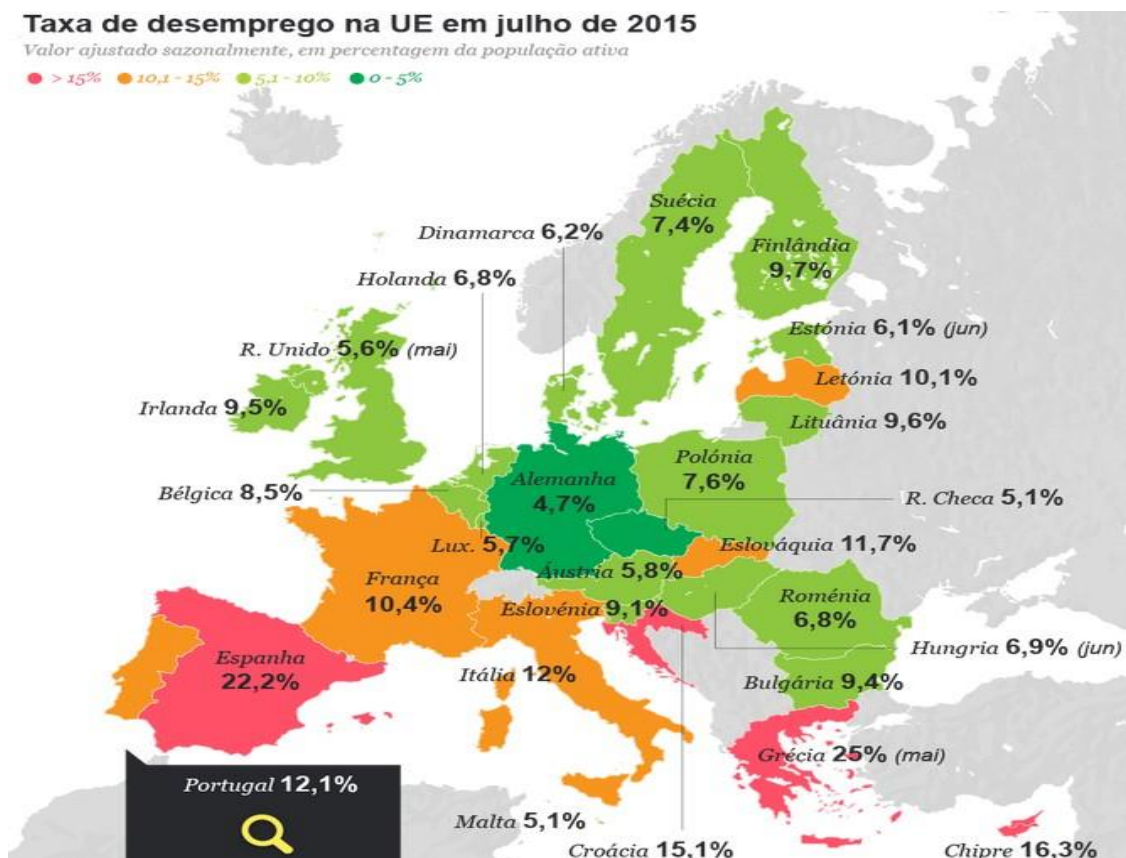 Taxa de desemprego na UE em julho de 2015
Valor ajustado sazonalmente, em percentagem da população ativa
> 15% 10,1 - 15% 5,1 - 10% 0 - 5%
Suécia
7,4%
Dinamarca 6,2%
Finlândia
9,7%
Holanda 6,8%
Estónia 6,1% (jun)
R. Unido 5,6% (mai)
Letónia 10,1%
Irlanda 9,5%
Lituânia 9,6%
Polónia
7,6%
Alemanha
4,7%
Bélgica 8,5%
R. Checa 5,1%
Lux. 5,7%
Eslováquia 11,7%
Áustria 5,8%
França
10,4%
Roménia
6,8%
Eslovénia 9,1%
Hungria 6,9% (jun)
Espanha
22,2%
Itália 12%
Bulgária 9,4%
Grécia 25% (mai)
Portugal 12,1%
Malta 5,1%
Croácia 15,1%
Chipre 16,3%